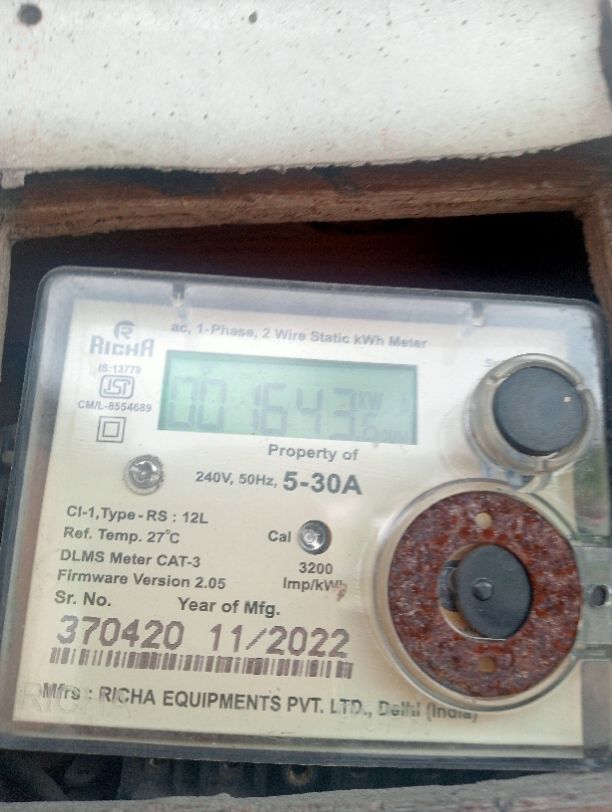 ac, 1-Phase, 2 Wire Static kWh Meter
RICHA
IS:13779
ISI
CM/L-8554689
001643
kW
Property of
240V, 50Hz, 5-30A
Cl-1,Type - RS : 12L
Ref. Temp. 27°C
Cal
DLMS Meter CAT-3
3200
Firmware Version 2.05
Imp/kWh
Sr. No. Year of Mfg.
370420 11/2022
Mfrs : RICHA EQUIPMENTS PVT. LTD., Delhi (India)
RICHA